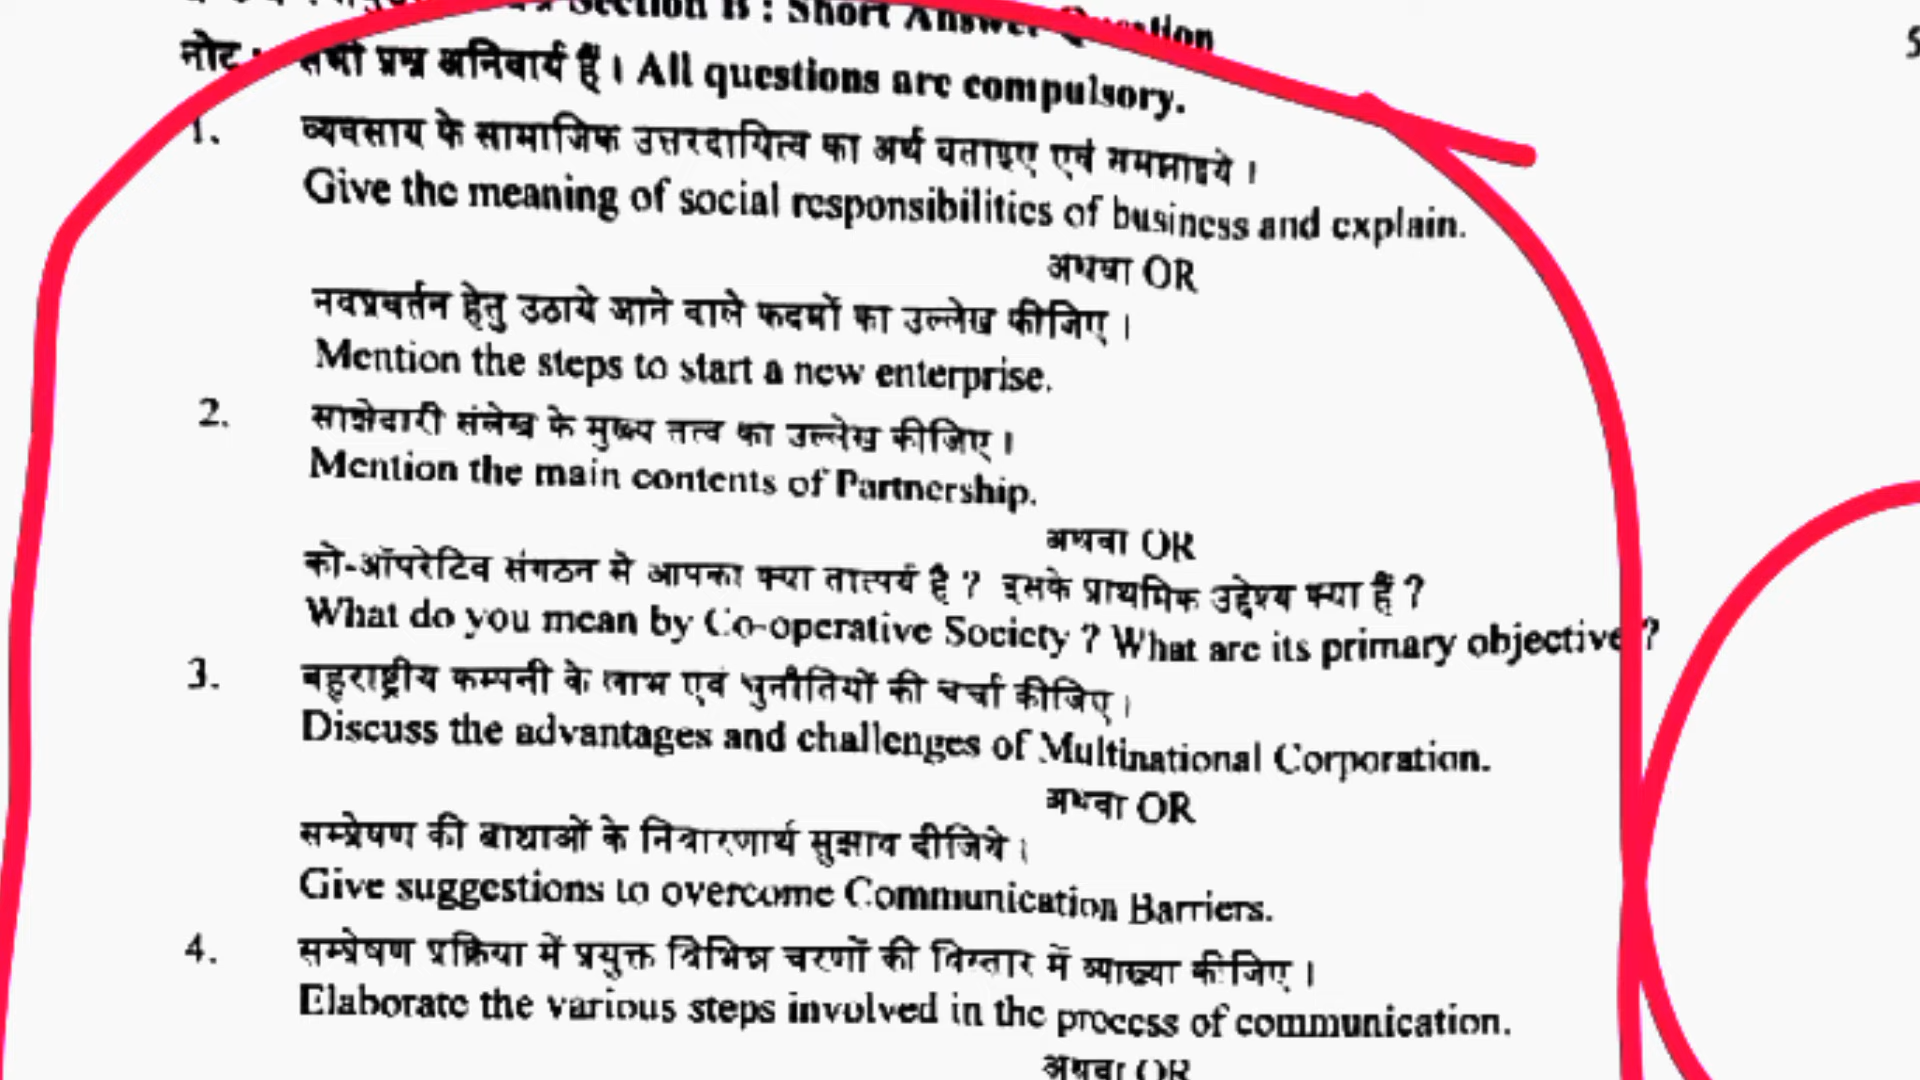 Section B : Short Answer Question
नोट : सभी प्रश्न अनिवार्य हैं । All questions are compulsory.
1. व्यवसाय के सामाजिक उत्तरदायित्व का अर्थ बताइए एवं समझाइये ।
Give the meaning of social responsibilities of business and explain.
अथवा OR
नवप्रवर्तन हेतु उठाये जाने वाले कदमों का उल्लेख कीजिए ।
Mention the steps to start a new enterprise.
2. साझेदारी संलेख के मुख्य तत्व का उल्लेख कीजिए ।
Mention the main contents of Partnership.
अथवा OR
को-ऑपरेटिव संगठन से आपका क्या तात्पर्य है ? इसके प्राथमिक उद्देश्य क्या हैं ?
What do you mean by Co-operative Society ? What are its primary objective ?
3. बहुराष्ट्रीय कम्पनी के लाभ एवं चुनौतियों की चर्चा कीजिए ।
Discuss the advantages and challenges of Multinational Corporation.
अथवा OR
सम्प्रेषण की बाधाओं के निवारणार्थ सुझाव दीजिये ।
Give suggestions to overcome Communication Barriers.
4. सम्प्रेषण प्रक्रिया में प्रयुक्त विभिन्न चरणों की विस्तार में व्याख्या कीजिए ।
Elaborate the various steps involved in the process of communication.
अथवा OR